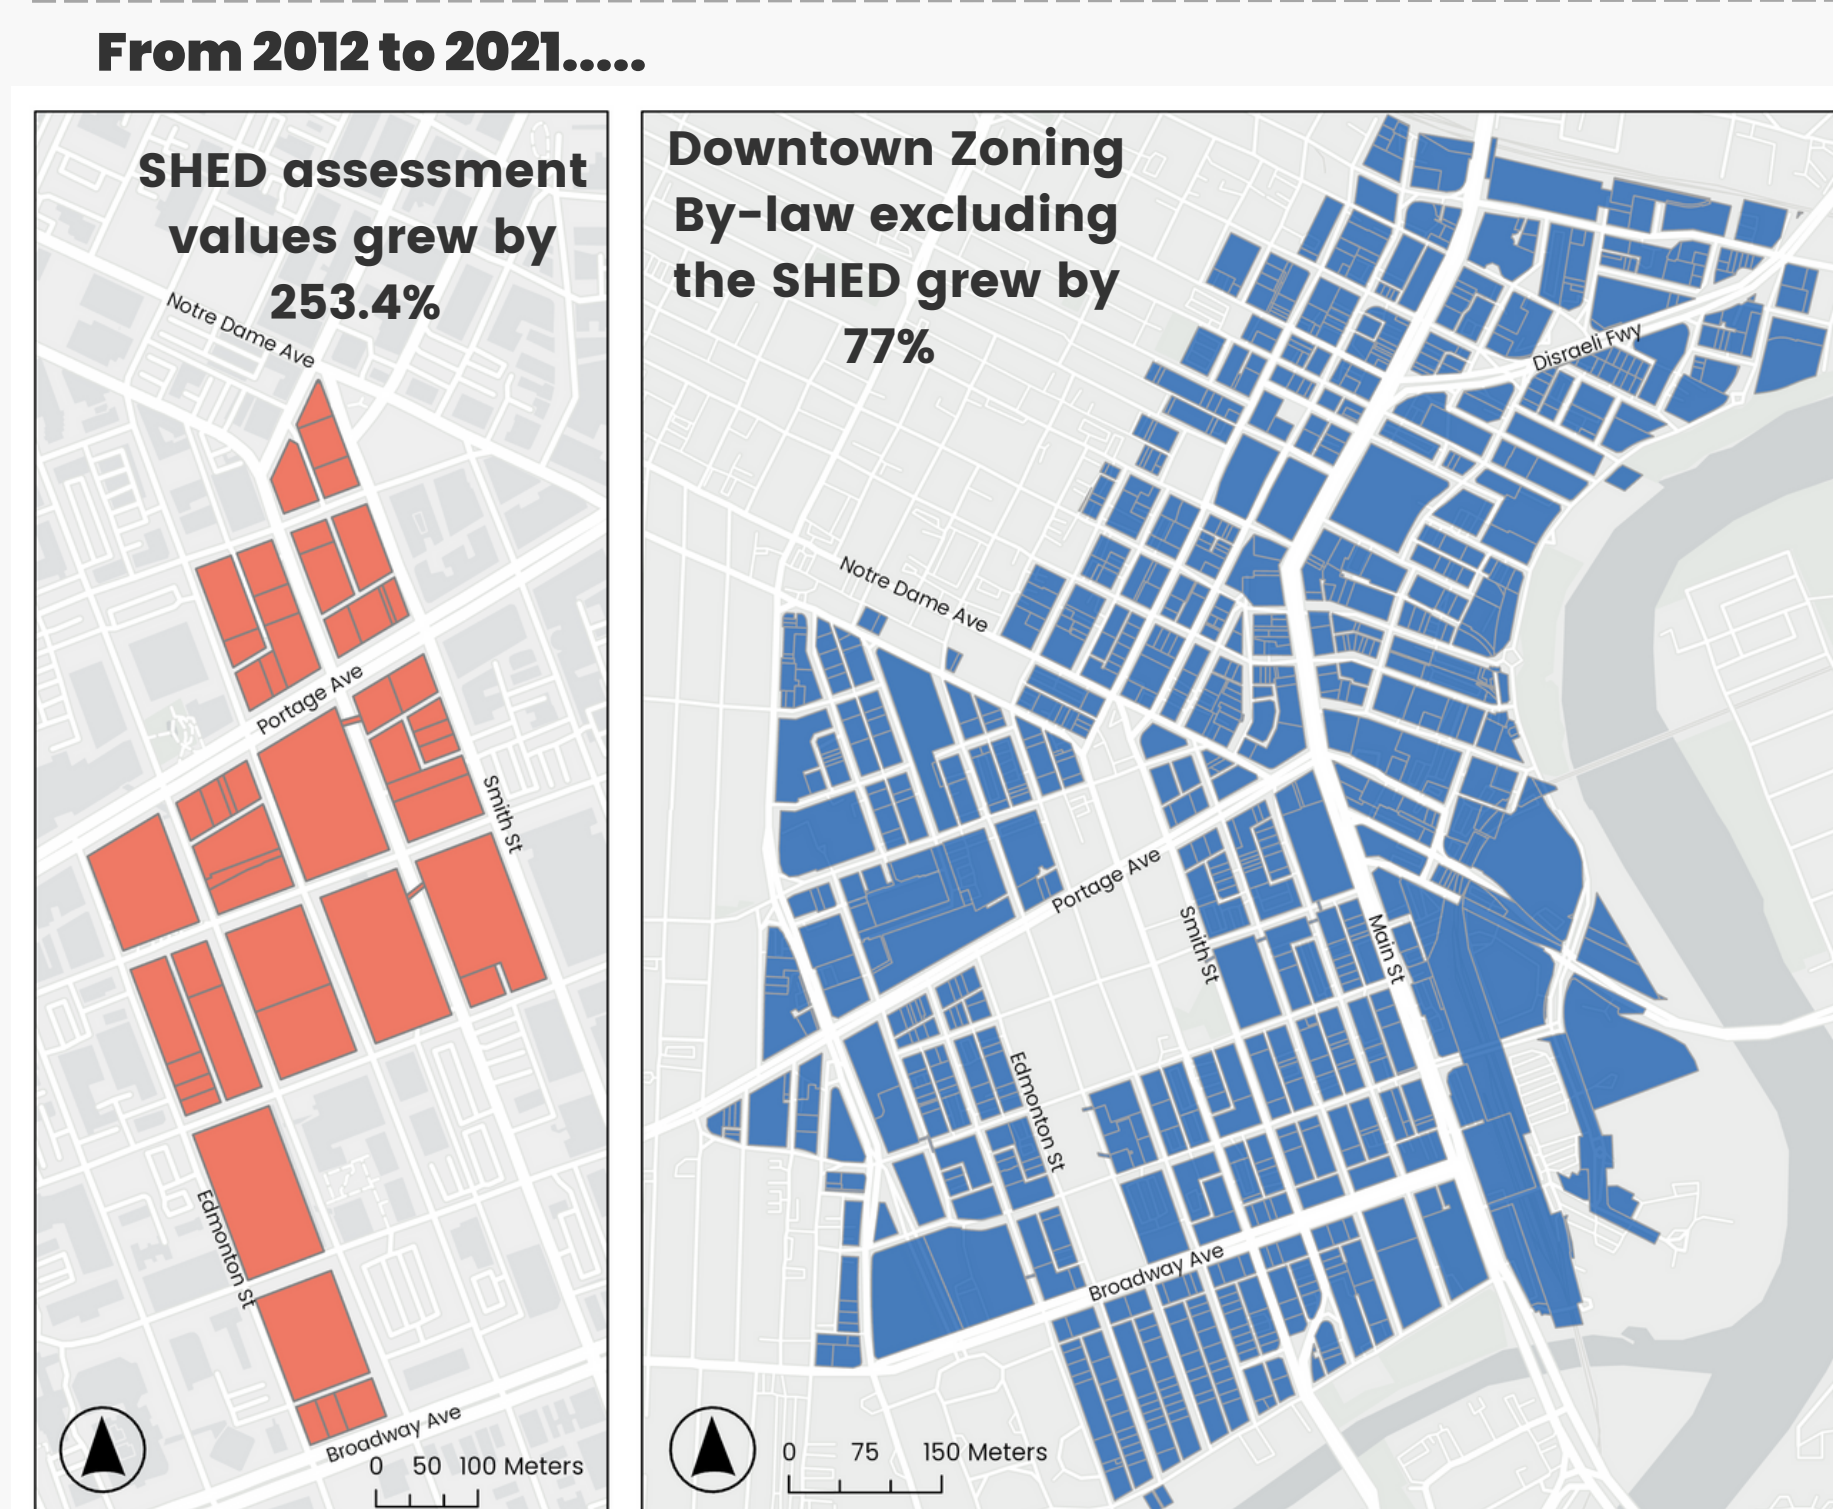 From 2012 to 2021.....
SHED assessment
values grew by
253.4%
Notre Dame Ave
Portage Ave
Smith St
Edmonton St
Broadway Ave
0 50 100 Meters
Downtown Zoning
By-law excluding
the SHED grew by
77%
Disraeli Fwy
Notre Dame Ave
Portage Ave
Smith St
Main St
Edmonton St
Broadway Ave
0 75 150 Meters